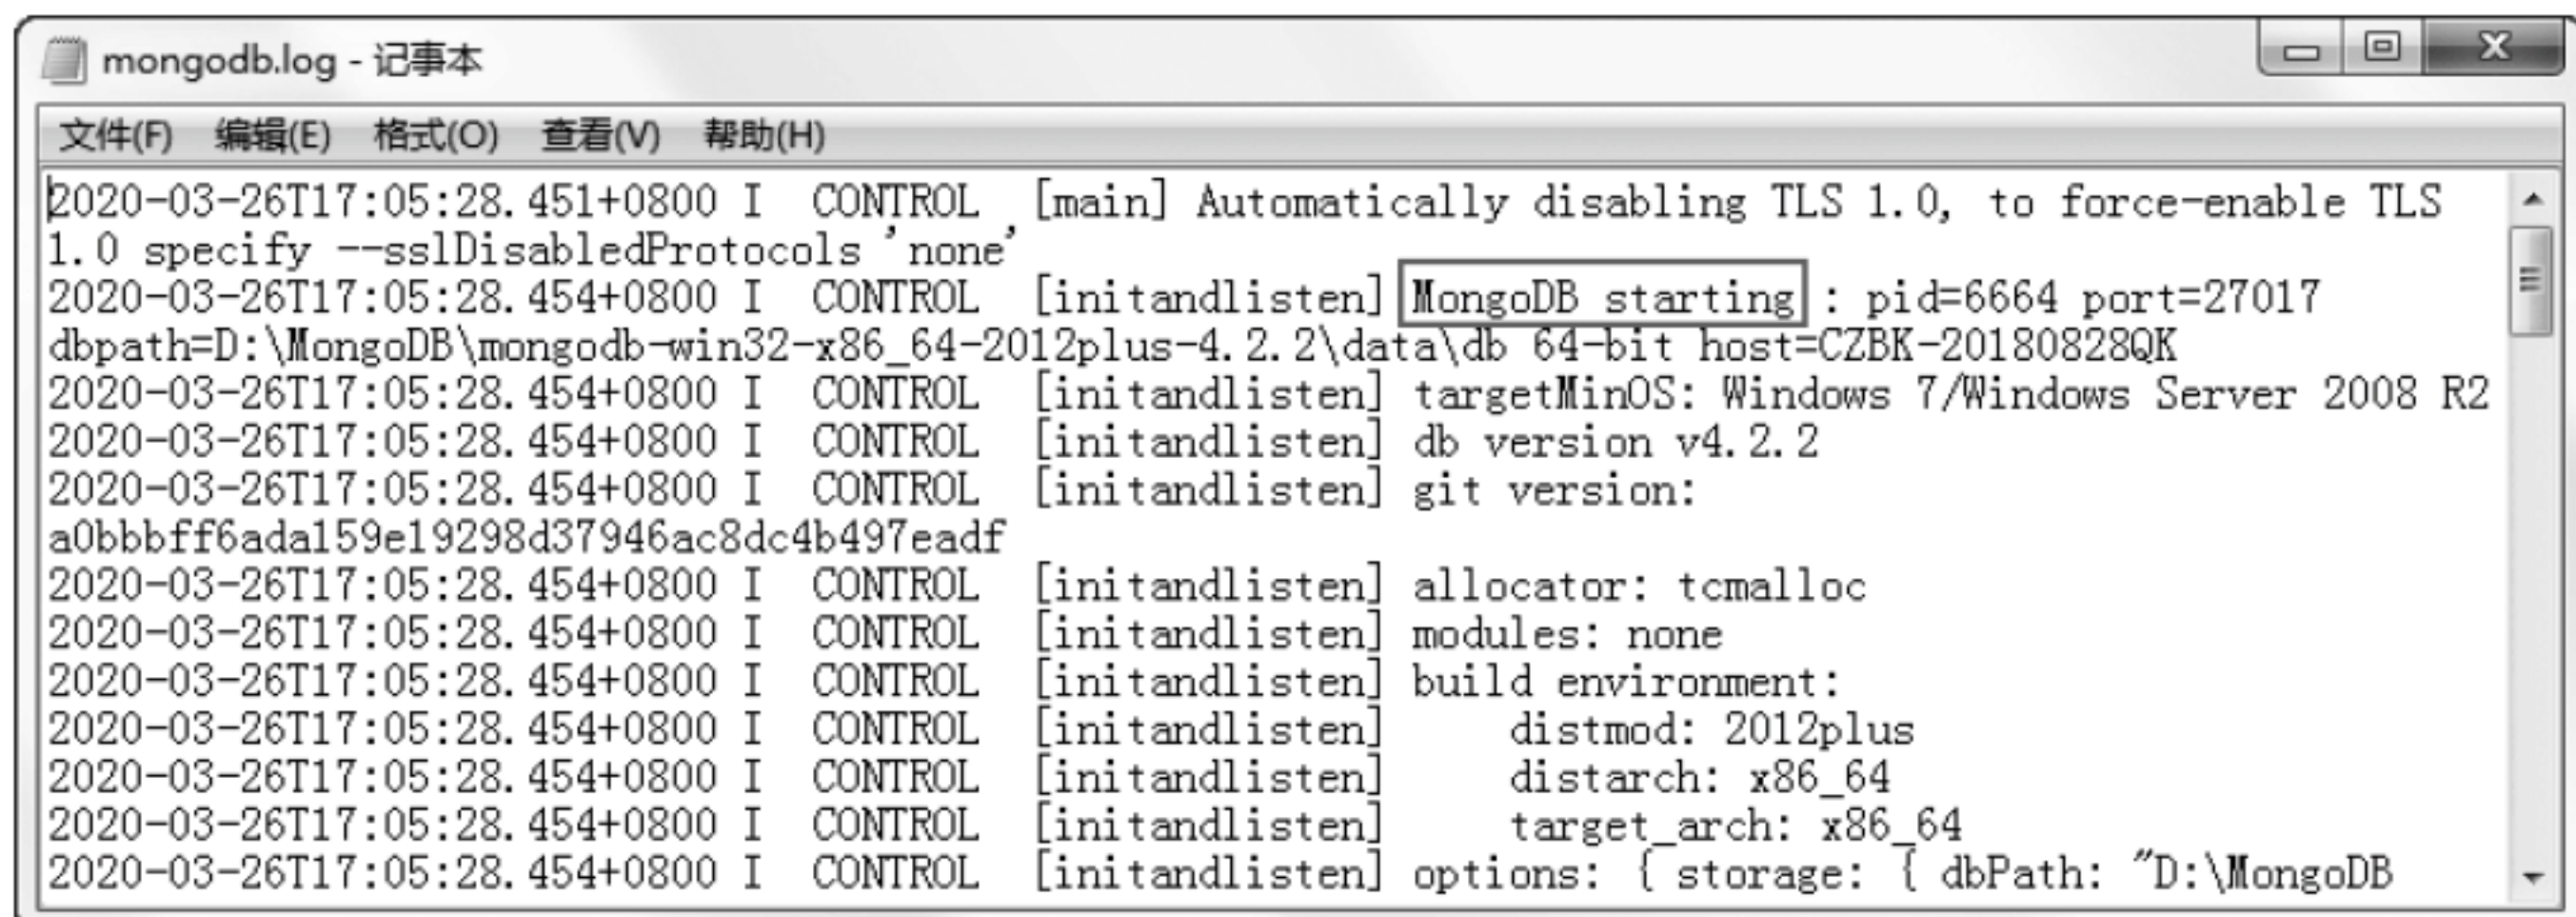 mongodb.log - 记事本
文件(F) 编辑(E) 格式(O) 查看(V) 帮助(H)
2020-03-26T17:05:28.451+0800 I  CONTROL  [main] Automatically disabling TLS 1.0, to force-enable TLS
1.0 specify --sslDisabledProtocols 'none'
2020-03-26T17:05:28.454+0800 I  CONTROL  [initandlisten] MongoDB starting : pid=6664 port=27017
dbpath=D:\MongoDB\mongodb-win32-x86_64-2012plus-4.2.2\data\db 64-bit host=CZBK-20180828QK
2020-03-26T17:05:28.454+0800 I  CONTROL  [initandlisten] targetMinOS: Windows 7/Windows Server 2008 R2
2020-03-26T17:05:28.454+0800 I  CONTROL  [initandlisten] db version v4.2.2
2020-03-26T17:05:28.454+0800 I  CONTROL  [initandlisten] git version:
a0bbbff6ada159e19298d37946ac8dc4b497eadf
2020-03-26T17:05:28.454+0800 I  CONTROL  [initandlisten] allocator: tcmalloc
2020-03-26T17:05:28.454+0800 I  CONTROL  [initandlisten] modules: none
2020-03-26T17:05:28.454+0800 I  CONTROL  [initandlisten] build environment:
2020-03-26T17:05:28.454+0800 I  CONTROL  [initandlisten]     distmod: 2012plus
2020-03-26T17:05:28.454+0800 I  CONTROL  [initandlisten]     distarch: x86_64
2020-03-26T17:05:28.454+0800 I  CONTROL  [initandlisten]     target_arch: x86_64
2020-03-26T17:05:28.454+0800 I  CONTROL  [initandlisten] options: { storage: { dbPath: "D:\MongoDB